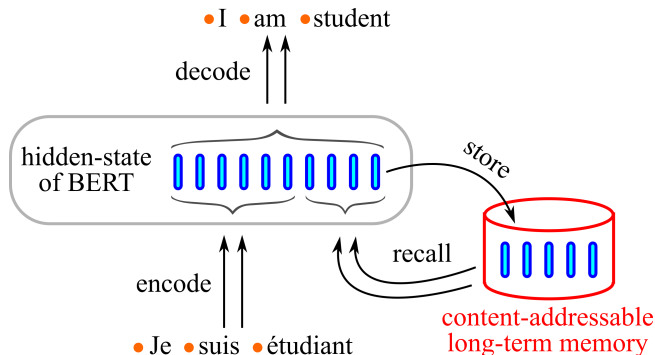 • I • am • student
decode
hidden-state
of BERT
store
recall
encode
• Je • suis • étudiant
content-addressable
long-term memory